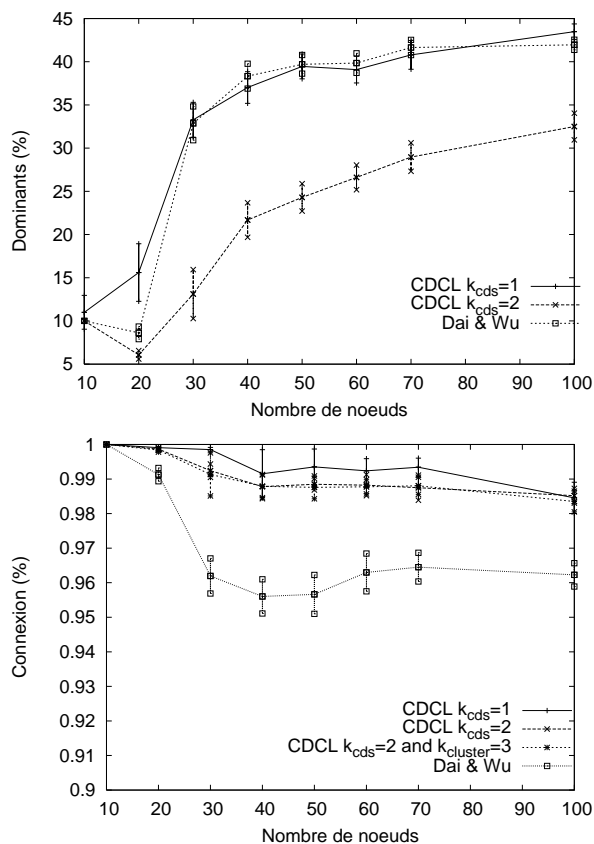 45
40
35
30
25
20
15
10
5
Dominants (%)
CDCL k_cds=1
CDCL k_cds=2
Dai & Wu
10 20 30 40 50 60 70 80 90 100
Nombre de noeuds
1
0.99
0.98
0.97
0.96
0.95
0.94
0.93
0.92
0.91
0.9
Connexion (%)
CDCL k_cds=1
CDCL k_cds=2
CDCL k_cds=2 and k_cluster=3
Dai & Wu
10 20 30 40 50 60 70 80 90 100
Nombre de noeuds